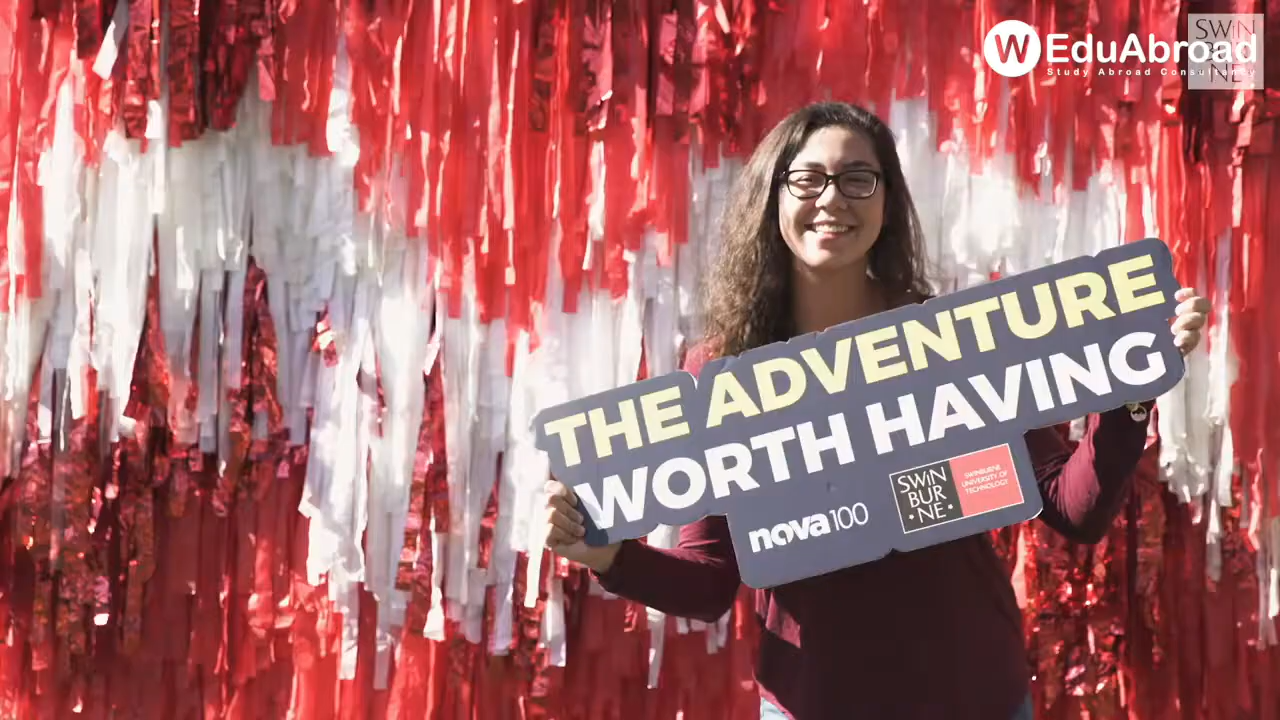 W EduAbroad
Study Abroad Consultancy
SWIN
BUR
NE
THE ADVENTURE
WORTH HAVING
nova100
SWIN
BUR
•NE•
SWINBURNE
UNIVERSITY OF
TECHNOLOGY